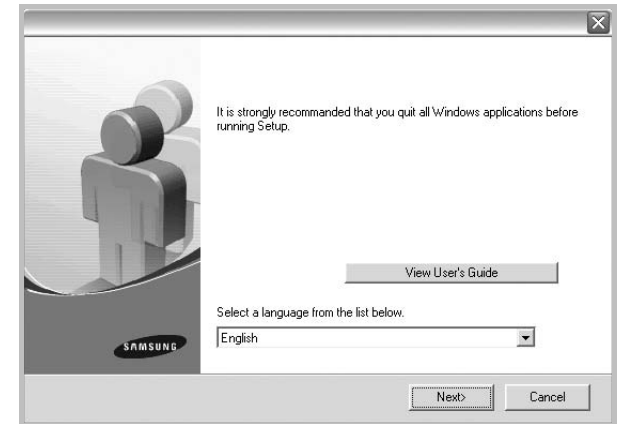 It is strongly recommanded that you quit all Windows applications before
running Setup.
View User's Guide
Select a language from the list below.
English
SAMSUNG
Next>
Cancel